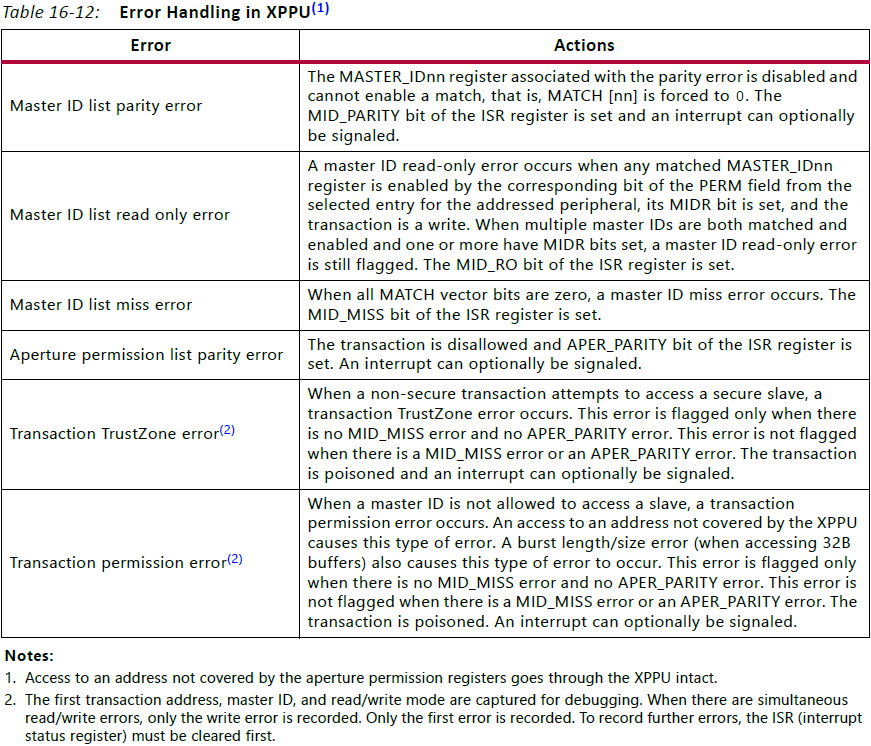 Table 16-12: Error Handling in XPPU(1)
Error Actions
Master ID list parity error
The MASTER_IDnn register associated with the parity error is disabled and
cannot enable a match, that is, MATCH [nn] is forced to 0. The
MID_PARITY bit of the ISR register is set and an interrupt can optionally
be signaled.
Master ID list read only error
A master ID read-only error occurs when any matched MASTER_IDnn
register is enabled by the corresponding bit of the PERM field from the
selected entry for the addressed peripheral, its MIDR bit is set, and the
transaction is a write. When multiple master IDs are both matched and
enabled and one or more have MIDR bits set, a master ID read-only error
is still flagged. The MID_RO bit of the ISR register is set.
Master ID list miss error
When all MATCH vector bits are zero, a master ID miss error occurs. The
MID_MISS bit of the ISR register is set.
Aperture permission list parity error
The transaction is disallowed and APER_PARITY bit of the ISR register is
set. An interrupt can optionally be signaled.
Transaction TrustZone error(2)
When a non-secure transaction attempts to access a secure slave, a
transaction TrustZone error occurs. This error is flagged only when there
is no MID_MISS error and no APER_PARITY error. This error is not flagged
when there is a MID_MISS error or an APER_PARITY error. The transaction
is poisoned and an interrupt can optionally be signaled.
Transaction permission error(2)
When a master ID is not allowed to access a slave, a transaction
permission error occurs. An access to an address not covered by the XPPU
causes this type of error. A burst length/size error (when accessing 32B
buffers) also causes this type of error to occur. This error is flagged only
when there is no MID_MISS error and no APER_PARITY error. This error is
not flagged when there is a MID_MISS error or an APER_PARITY error. The
transaction is poisoned. An interrupt can optionally be signaled.
Notes:
1. Access to an address not covered by the aperture permission registers goes through the XPPU intact.
2. The first transaction address, master ID, and read/write mode are captured for debugging. When there are simultaneous
read/write errors, only the write error is recorded. Only the first error is recorded. To record further errors, the ISR (interrupt
status register) must be cleared first.